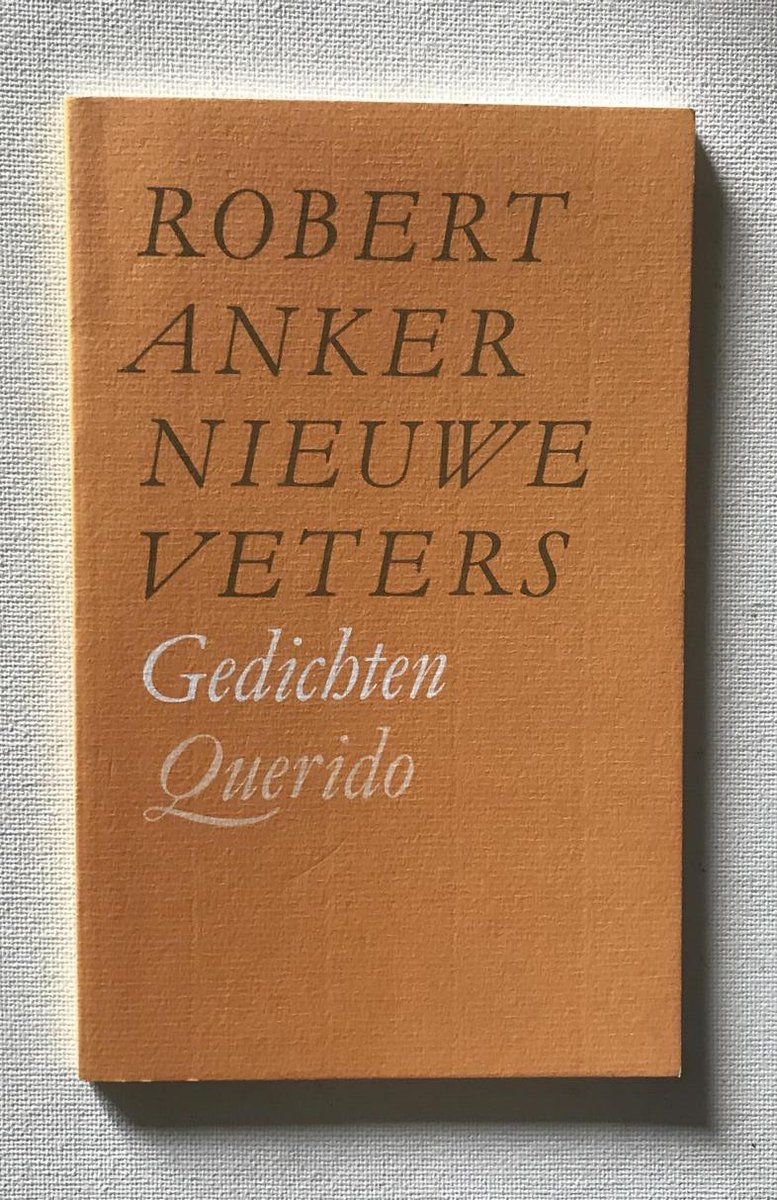 ROBERT
ANKER
NIEUWE
VETERS
Gedichten
Querido